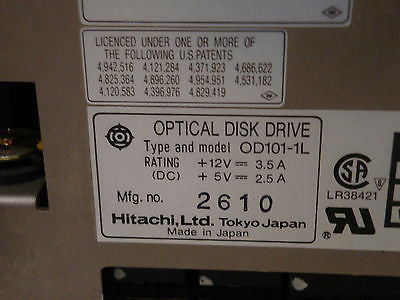 LICENCED UNDER ONE OR MORE OF
THE FOLLOWING U.S.PATENTS
4,942,516 4,121,284 4,371,923 4,686,622
4,825,364 4,896,260 4,954,951 4,531,182
4,120,583 4,396,976 4,829,419
OPTICAL DISK DRIVE
Type and model OD101-1L
RATING +12V⎓ 3.5A
(DC) + 5V⎓ 2.5A
Mfg. no. 2610
Hitachi,Ltd. Tokyo Japan
Made in Japan
LR38421